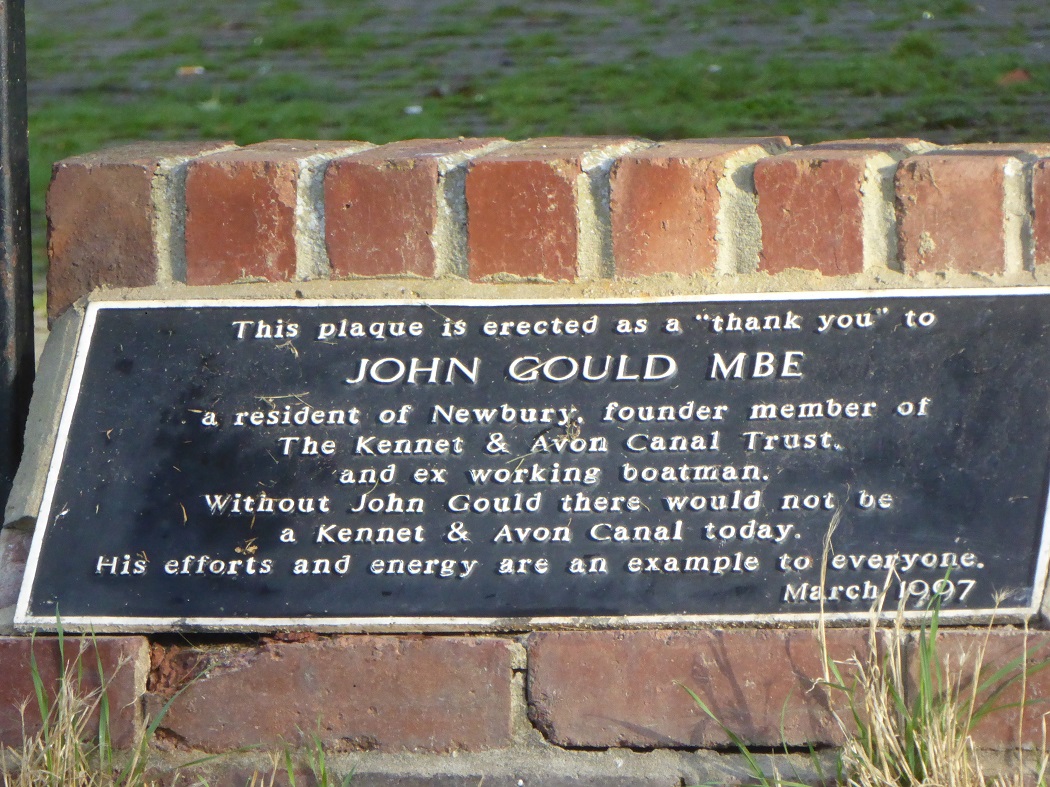 This plaque is erected as a "thank you" to
JOHN GOULD MBE
a resident of Newbury, founder member of
The Kennet & Avon Canal Trust,
and ex working boatman.
Without John Gould there would not be
a Kennet & Avon Canal today.
His efforts and energy are an example to everyone.
March 1997